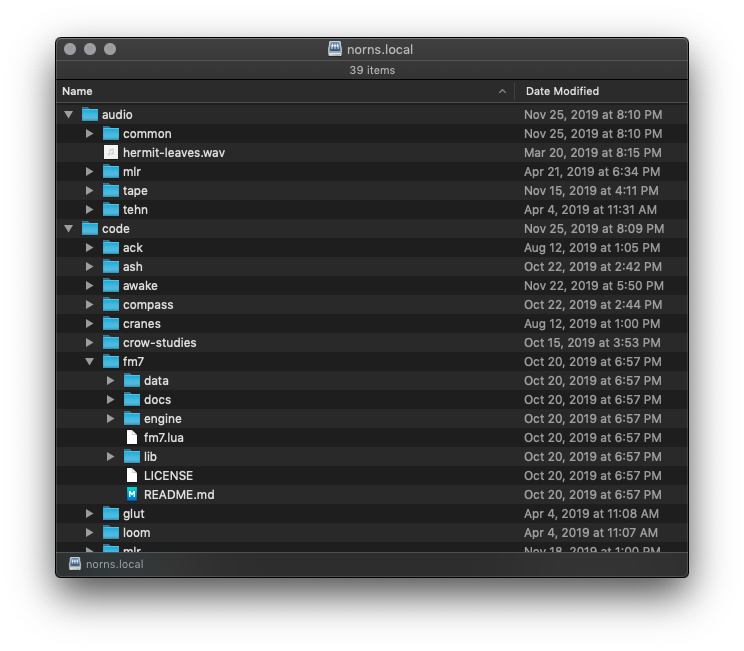 norns.local
39 items
Name Date Modified
audio Nov 25, 2019 at 8:10 PM
common Nov 25, 2019 at 8:10 PM
hermit-leaves.wav Mar 20, 2019 at 8:15 PM
mlr Apr 21, 2019 at 6:34 PM
tape Nov 15, 2019 at 4:11 PM
tehn Apr 4, 2019 at 11:31 AM
code Nov 25, 2019 at 8:09 PM
ack Aug 12, 2019 at 1:05 PM
ash Oct 22, 2019 at 2:42 PM
awake Nov 22, 2019 at 5:50 PM
compass Oct 22, 2019 at 2:44 PM
cranes Aug 12, 2019 at 1:00 PM
crow-studies Oct 15, 2019 at 3:53 PM
fm7 Oct 20, 2019 at 6:57 PM
data Oct 20, 2019 at 6:57 PM
docs Oct 20, 2019 at 6:57 PM
engine Oct 20, 2019 at 6:57 PM
fm7.lua Oct 20, 2019 at 6:57 PM
lib Oct 20, 2019 at 6:57 PM
LICENSE Oct 20, 2019 at 6:57 PM
README.md Oct 20, 2019 at 6:57 PM
glut Apr 4, 2019 at 11:08 AM
loom Apr 4, 2019 at 11:07 AM
mlr Nov 18, 2019 at 1:00 PM
norns.local